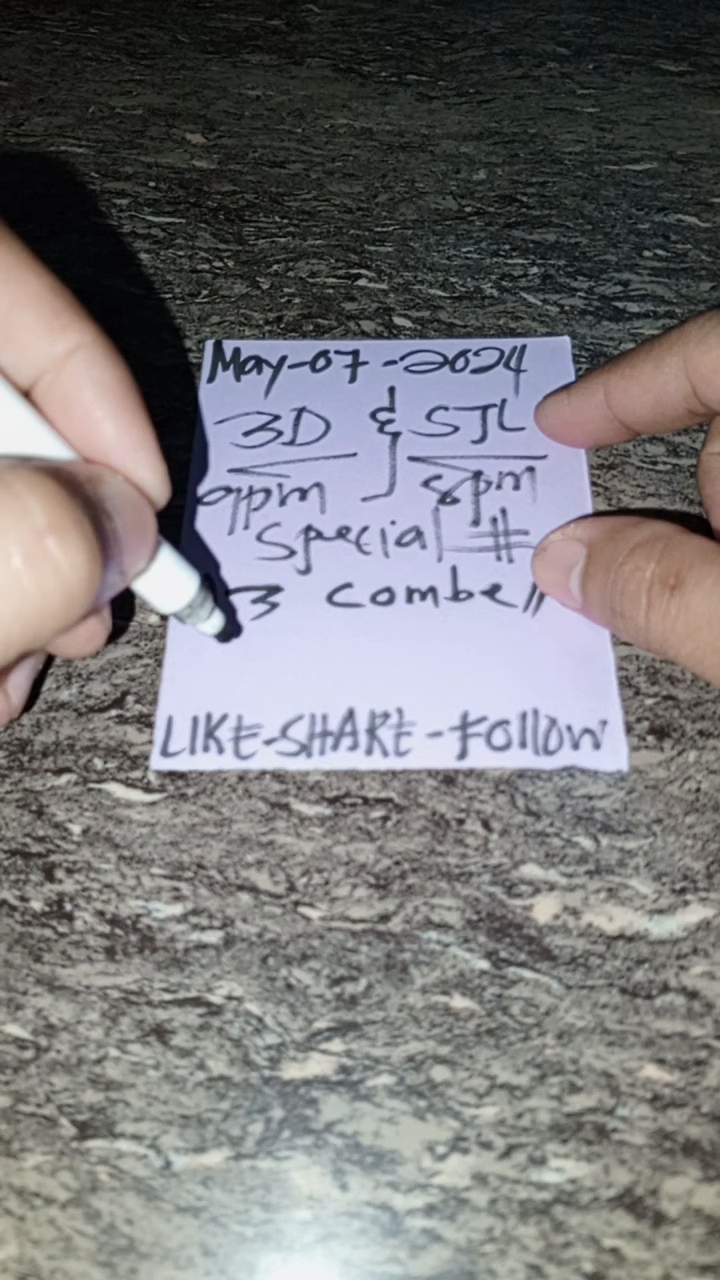 May-07-2024
3D & STL
9pm 8pm
Special #
3 combe//
LIKE-SHARE-Follow